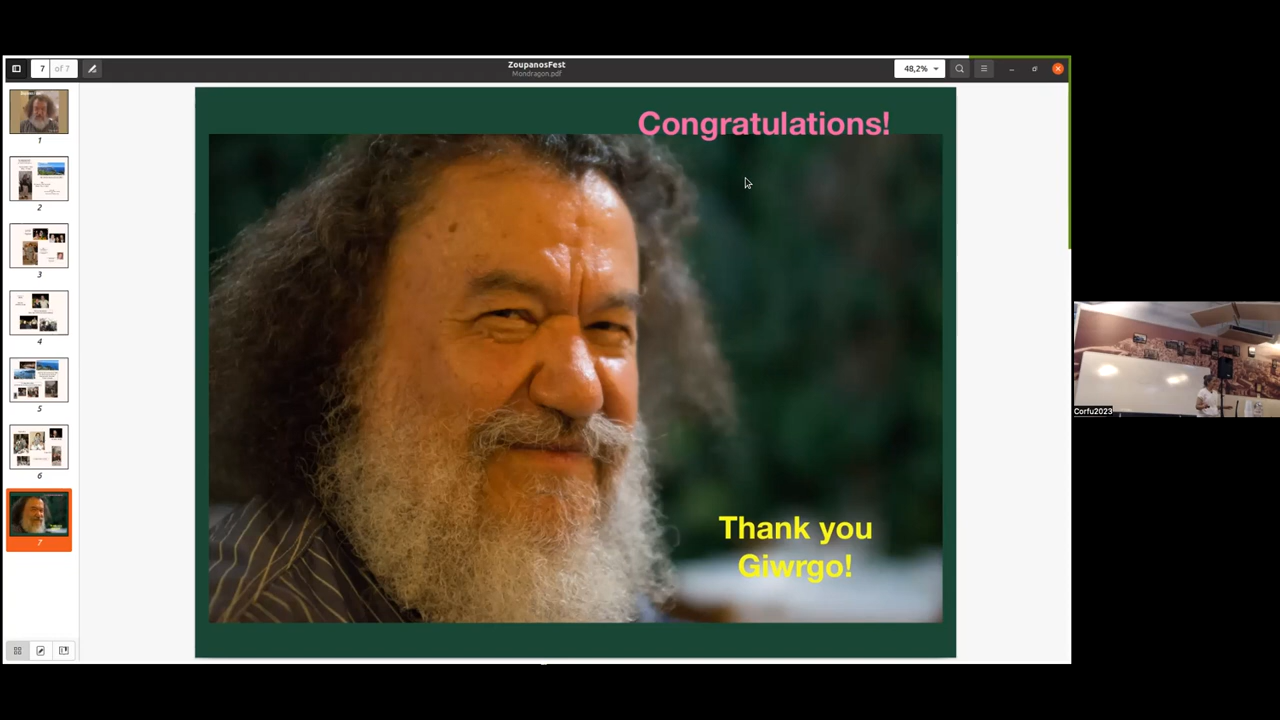 7 of 7
ZoupanosFest
Mondragon.pdf
48,2%
1
2
3
4
5
6
7
Congratulations!
Thank you
Giwrgo!
Corfu2023